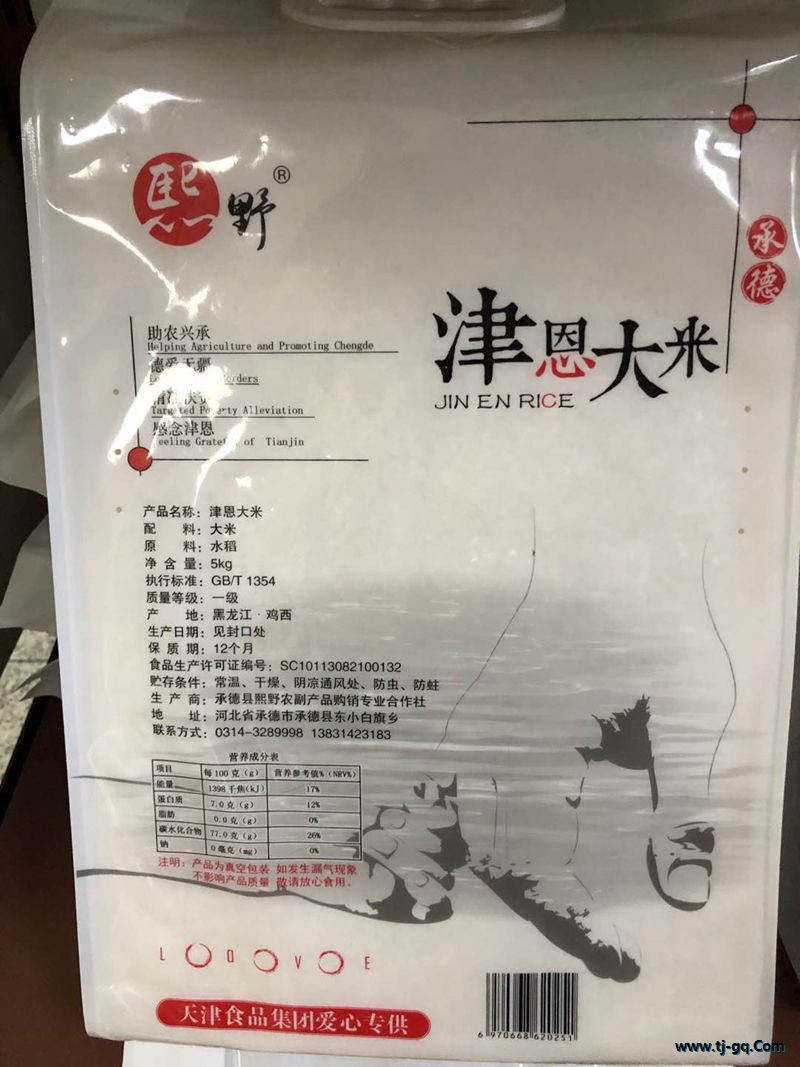 熙野®
承德
津恩大米
JIN EN RICE
助农兴承
Helping Agriculture and Promoting Chengde
德爱无疆
orders
Targeted Poverty Alleviation
感念津恩
eeling Grateful of Tianjin
产品名称：津恩大米
配 料：大米
原 料：水稻
净 含 量：5kg
执行标准：GB/T 1354
质量等级：一级
产 地：黑龙江·鸡西
生产日期：见封口处
保 质 期：12个月
食品生产许可证编号：SC10113082100132
贮存条件：常温、干燥、阴凉通风处、防虫、防蛀
生 产 商：承德县熙野农副产品购销专业合作社
地 址：河北省承德市承德县东小白旗乡
联系方式：0314-3289998 13831423183
营养成分表
项目 每100克（g） 营养参考值%（NRV%）
能量 1398千焦(kJ) 17%
蛋白质 7.0克（g） 12%
脂肪 0.0克（g） 0%
碳水化合物 77.0克（g） 26%
钠 0毫克（mg） 0%
注明：产品为真空包装 如发生漏气现象
不影响产品质量 敬请放心食用。
L O O V O E
天津食品集团爱心专供
6 970668 620251
www.tj-gq.Com